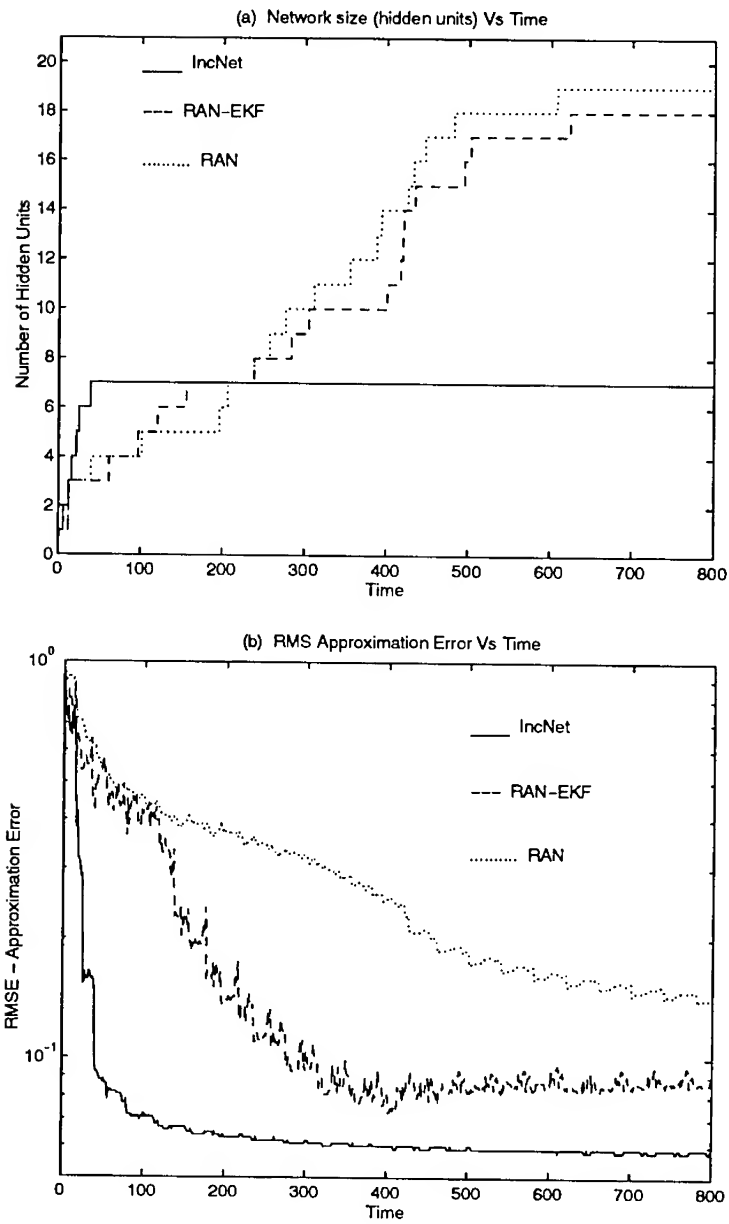 (a) Network size (hidden units) Vs Time
20
18
16
14
12
10
8
6
4
2
0
Number of Hidden Units
IncNet
RAN-EKF
RAN
0 100 200 300 400 500 600 700 800
Time
(b) RMS Approximation Error Vs Time
10^0
10^-1
RMSE - Approximation Error
IncNet
RAN-EKF
RAN
0 100 200 300 400 500 600 700 800
Time